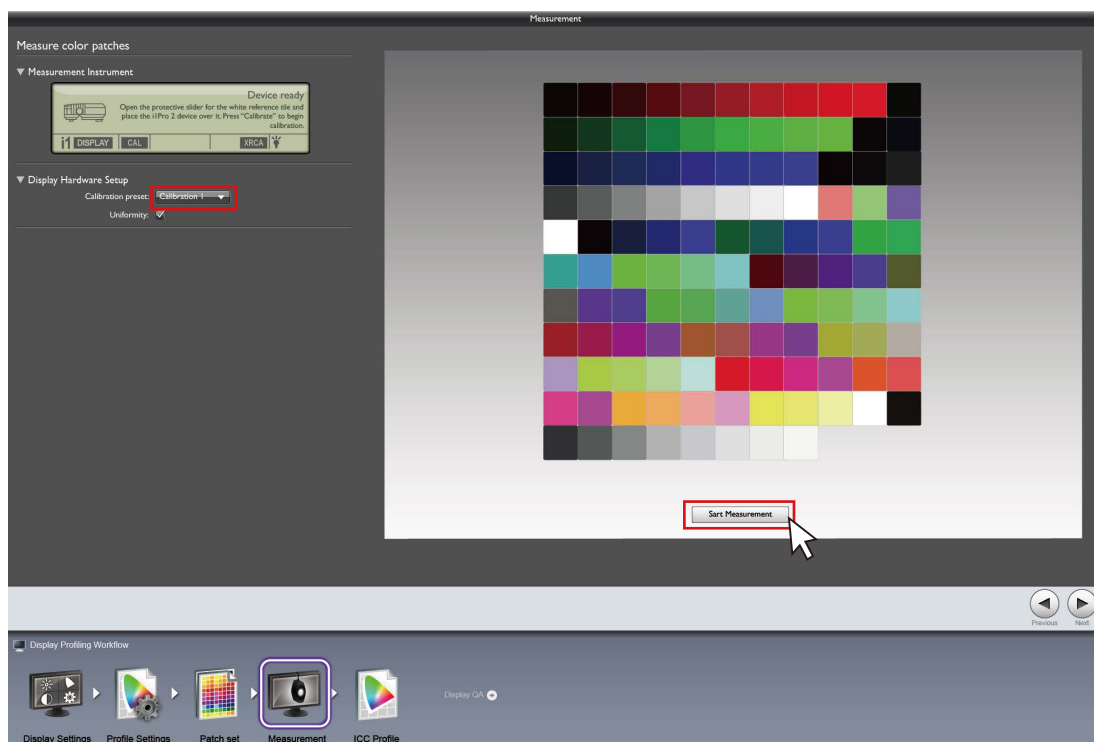 Measurement
Measure color patches
Measurement Instrument
Device ready
Open the protective slider for the white reference tile and
place the i1Pro 2 device over it. Press "Calibrate" to begin
calibration.
i1 DISPLAY CAL XRCA
Display Hardware Setup
Calibration preset: Calibration 1
Uniformity:
Sart Measurement
Previous Next
Display Profiling Workflow
Display QA
Display Settings Profile Settings Patch set Measurement ICC Profile